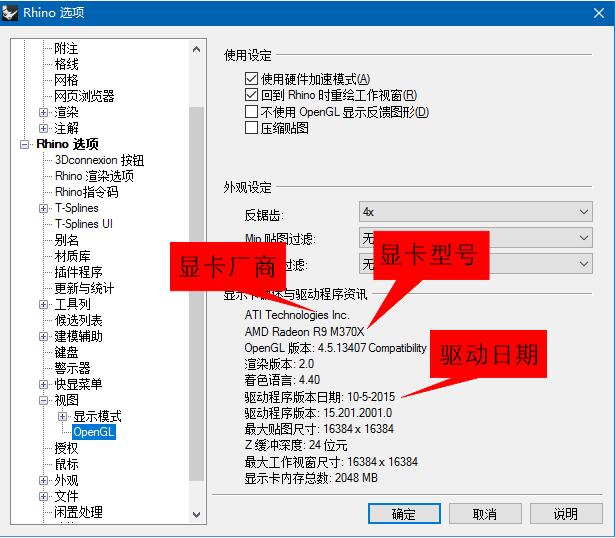 Rhino 选项
附注
格线
网格
网页浏览器
渲染
注解
Rhino 选项
3Dconnexion 按钮
Rhino 渲染选项
Rhino指令码
T-Splines
T-Splines UI
别名
材质库
插件程序
更新与统计
工具列
候选列表
建模辅助
键盘
警示器
快显菜单
视图
显示模式
OpenGL
授权
鼠标
外观
文件
闲置处理
使用设定
使用硬件加速模式(A)
回到 Rhino 时重绘工作视窗(R)
不使用 OpenGL 显示反馈图形(D)
压缩贴图
外观设定
反锯齿: 4x
Mip 贴图过滤: 无
过滤: 无
显卡厂商
显卡型号
驱动日期
显示卡 与驱动程序资讯
ATI Technologies Inc.
AMD Radeon R9 M370X
OpenGL 版本: 4.5.13407 Compatibility
渲染版本: 2.0
着色语言: 4.40
驱动程序版本日期: 10-5-2015
驱动程序版本: 15.201.2001.0
最大贴图尺寸: 16384 x 16384
Z 缓冲深度: 24 位元
最大工作视窗尺寸: 16384 x 16384
显示卡内存总数: 2048 MB
确定
取消
说明